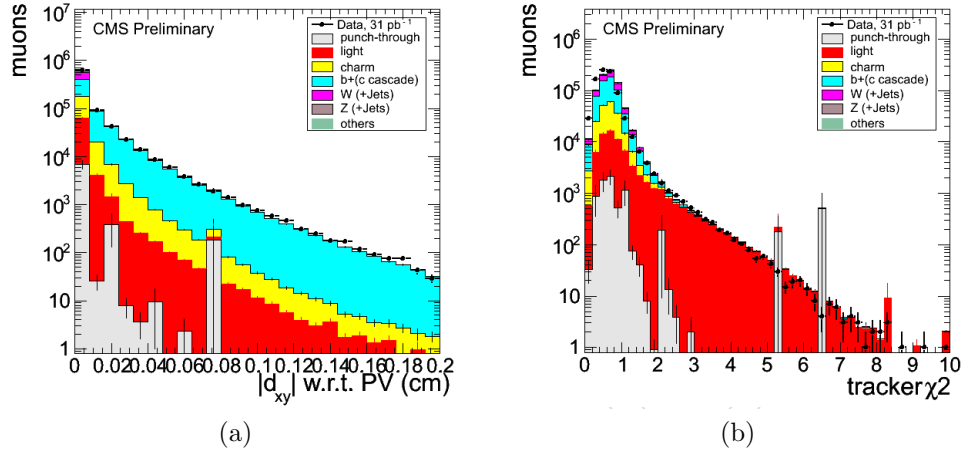 muons
CMS Preliminary
Data, 31 pb⁻¹
punch-through
light
charm
b+(c cascade)
W (+Jets)
Z (+Jets)
others
10⁶
10⁵
10⁴
10³
10²
10
1
0 0.02 0.04 0.06 0.08 0.1 0.12 0.14 0.16 0.18 0.2
|d_xy| w.r.t. PV (cm)
(a)
muons
CMS Preliminary
Data, 31 pb⁻¹
punch-through
light
charm
b+(c cascade)
W (+Jets)
Z (+Jets)
others
10⁶
10⁵
10⁴
10³
10²
10
1
0 1 2 3 4 5 6 7 8 9 10
tracker χ2
(b)